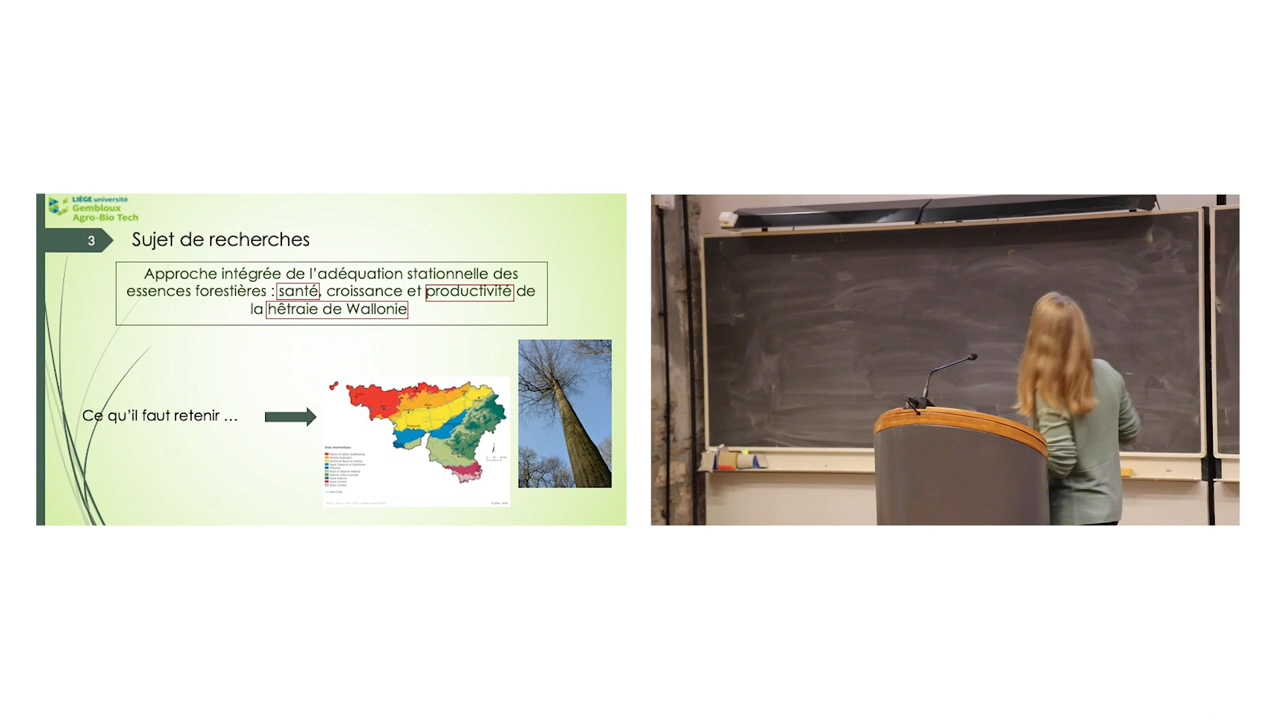 LIÈGE université
Gembloux
Agro-Bio Tech
3
Sujet de recherches
Approche intégrée de l'adéquation stationnelle des
essences forestières : santé, croissance et productivité de
la hêtraie de Wallonie
Ce qu'il faut retenir ...